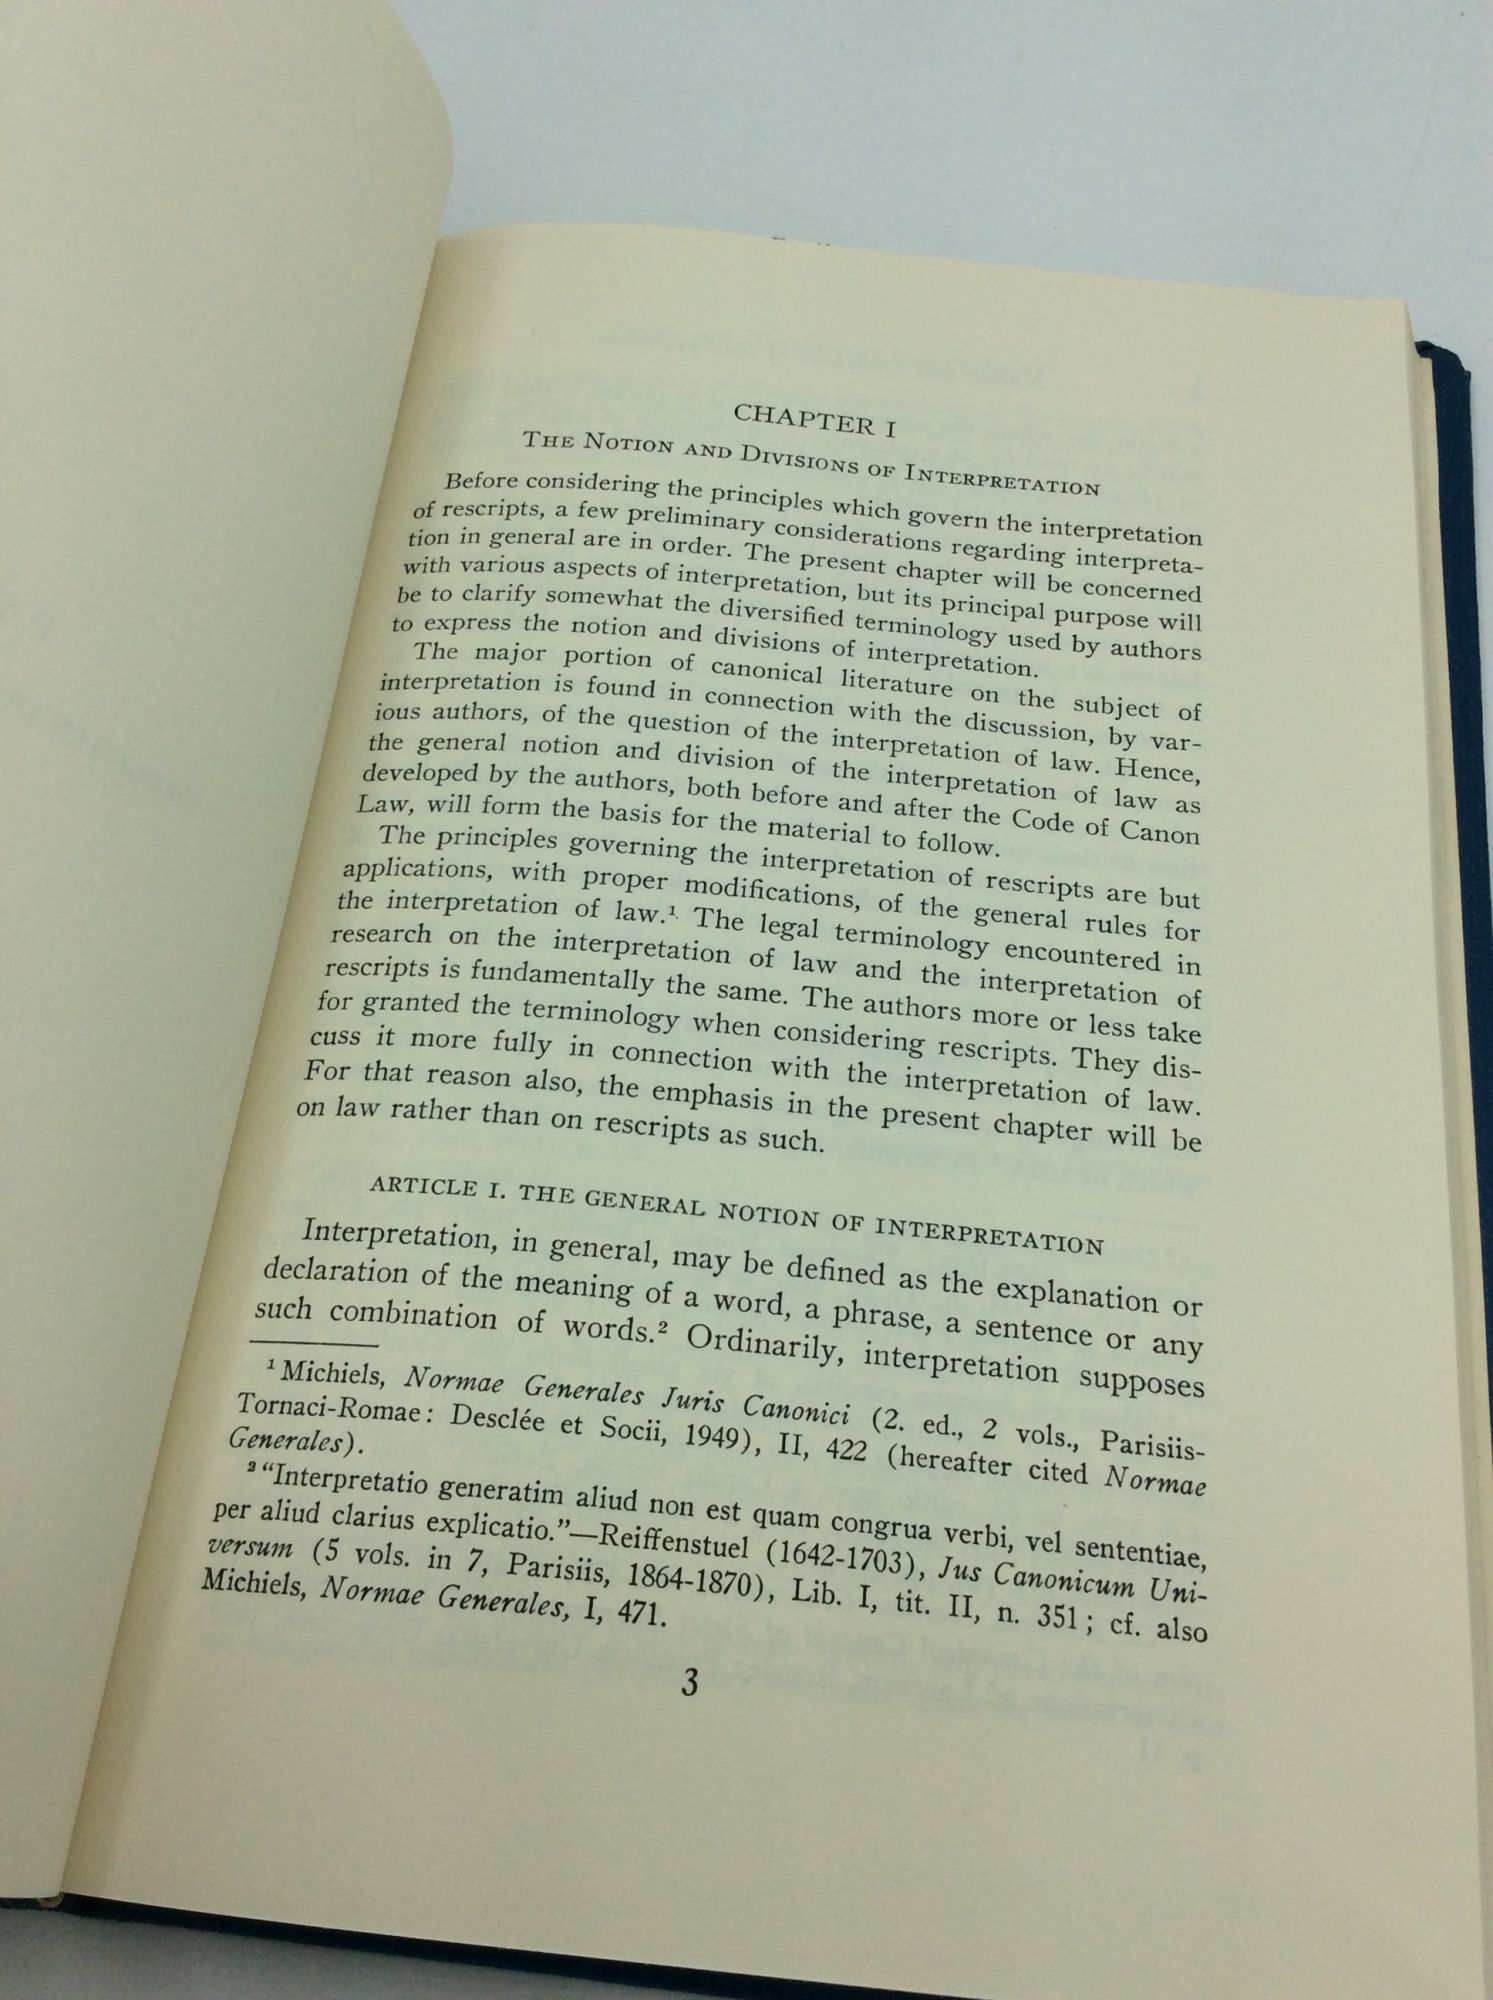 CHAPTER I
THE NOTION AND DIVISIONS OF INTERPRETATION
Before considering the principles which govern the interpretation
of rescripts, a few preliminary considerations regarding interpreta-
tion in general are in order. The present chapter will be concerned
with various aspects of interpretation, but its principal purpose will
be to clarify somewhat the diversified terminology used by authors
to express the notion and divisions of interpretation.
The major portion of canonical literature on the subject of
interpretation is found in connection with the discussion, by var-
ious authors, of the question of the interpretation of law. Hence,
the general notion and division of the interpretation of law as
developed by the authors, both before and after the Code of Canon
Law, will form the basis for the material to follow.
The principles governing the interpretation of rescripts are but
applications, with proper modifications, of the general rules for
the interpretation of law.¹ The legal terminology encountered in
research on the interpretation of law and the interpretation of
rescripts is fundamentally the same. The authors more or less take
for granted the terminology when considering rescripts. They dis-
cuss it more fully in connection with the interpretation of law.
For that reason also, the emphasis in the present chapter will be
on law rather than on rescripts as such.
ARTICLE I. THE GENERAL NOTION OF INTERPRETATION
Interpretation, in general, may be defined as the explanation or
declaration of the meaning of a word, a phrase, a sentence or any
such combination of words.² Ordinarily, interpretation supposes
¹ Michiels, Normae Generales Juris Canonici (2. ed., 2 vols., Parisiis-
Tornaci-Romae: Desclée et Socii, 1949), II, 422 (hereafter cited Normae
Generales).
² "Interpretatio generatim aliud non est quam congrua verbi, vel sententiae,
per aliud clarius explicatio."—Reiffenstuel (1642-1703), Jus Canonicum Uni-
versum (5 vols. in 7, Parisiis, 1864-1870), Lib. I, tit. II, n. 351; cf. also
Michiels, Normae Generales, I, 471.
3